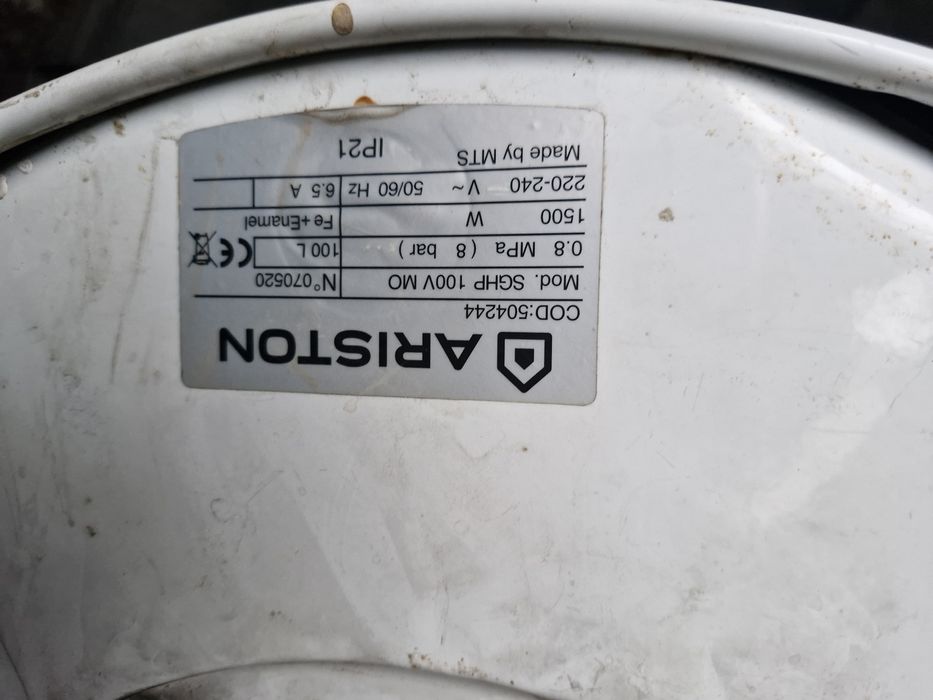 ARISTON
COD:504244
Mod. SGHP 100V MO N°070520
0.8 MPa ( 8 bar ) 100 L CE
1500 W Fe+Enamel
220-240 V~ 50/60 Hz 6.5 A
Made by MTS IP21